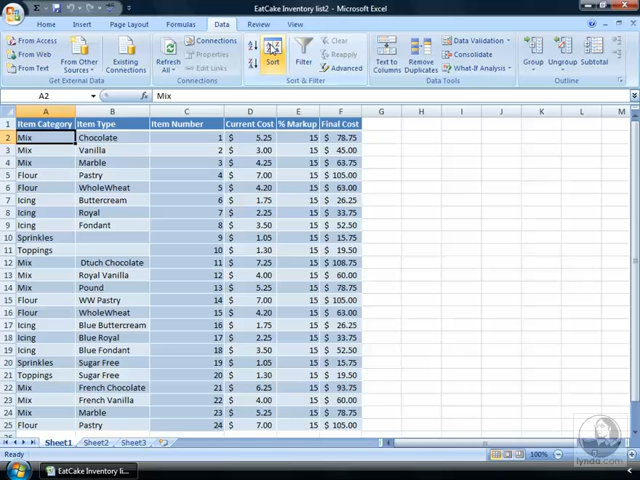 EatCake Inventory list2 - Microsoft Excel
Home Insert Page Layout Formulas Data Review View
From Access
From Web
From Text
From Other Sources
Existing Connections
Get External Data
Refresh All
Connections
Properties
Edit Links
Connections
Sort
Filter
Clear
Reapply
Advanced
Sort & Filter
Text to Columns
Remove Duplicates
Data Validation
Consolidate
What-If Analysis
Data Tools
Group
Ungroup
Subtotal
Outline
A2 Mix
A B C D E F G H I J K L M
1 Item Category Item Type Item Number Current Cost % Markup Final Cost
2 Mix Chocolate 1 $ 5.25 15 $ 78.75
3 Mix Vanilla 2 $ 3.00 15 $ 45.00
4 Mix Marble 3 $ 4.25 15 $ 63.75
5 Flour Pastry 4 $ 7.00 15 $ 105.00
6 Flour WholeWheat 5 $ 4.20 15 $ 63.00
7 Icing Buttercream 6 $ 1.75 15 $ 26.25
8 Icing Royal 7 $ 2.25 15 $ 33.75
9 Icing Fondant 8 $ 3.50 15 $ 52.50
10 Sprinkles 9 $ 1.05 15 $ 15.75
11 Toppings 10 $ 1.30 15 $ 19.50
12 Mix Dtuch Chocolate 11 $ 7.25 15 $ 108.75
13 Mix Royal Vanilla 12 $ 4.00 15 $ 60.00
14 Mix Pound 13 $ 5.25 15 $ 78.75
15 Flour WW Pastry 14 $ 7.00 15 $ 105.00
16 Flour WholeWheat 15 $ 4.20 15 $ 63.00
17 Icing Blue Buttercream 16 $ 1.75 15 $ 26.25
18 Icing Blue Royal 17 $ 2.25 15 $ 33.75
19 Icing Blue Fondant 18 $ 3.50 15 $ 52.50
20 Sprinkles Sugar Free 19 $ 1.05 15 $ 15.75
21 Toppings Sugar Free 20 $ 1.30 15 $ 19.50
22 Mix French Chocolate 21 $ 6.25 15 $ 93.75
23 Mix French Vanilla 22 $ 4.00 15 $ 60.00
24 Mix Marble 23 $ 5.25 15 $ 78.75
25 Flour Pastry 24 $ 7.00 15 $ 105.00
Sheet1 Sheet2 Sheet3
Ready 100%
EatCake Inventory li...
lynda.com